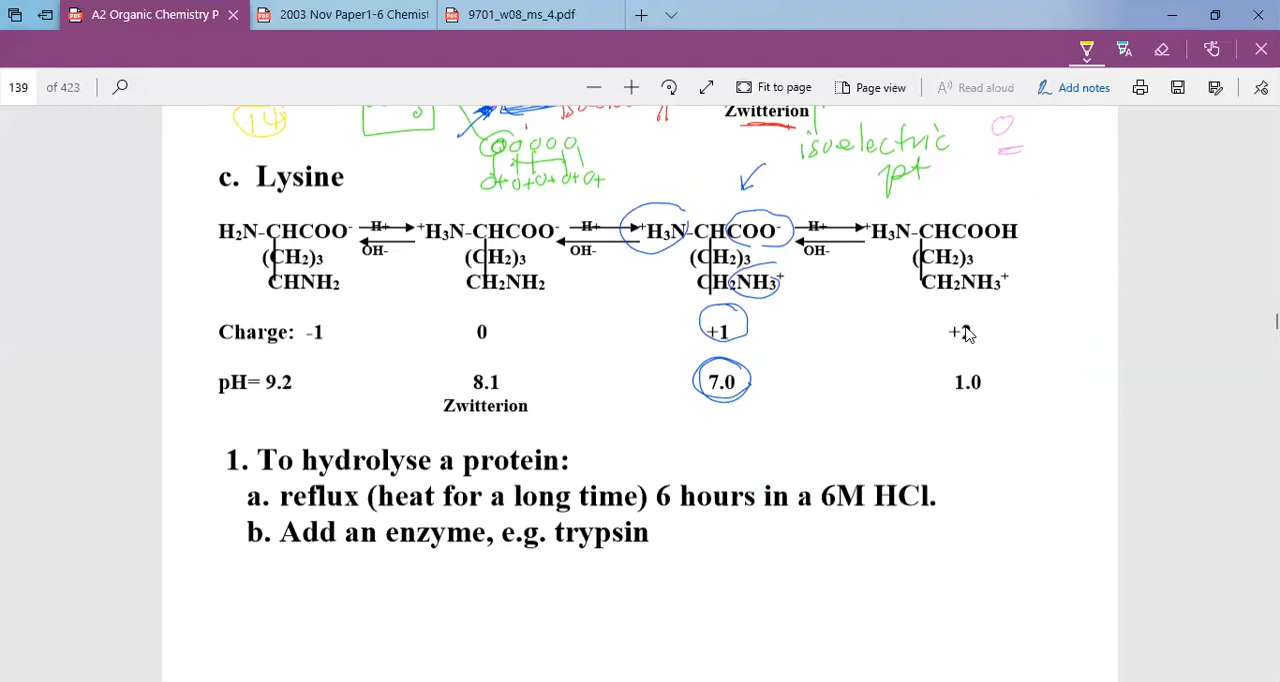 A2 Organic Chemistry P
2003 Nov Paper1-6 Chemist
9701_w08_ms_4.pdf
139 of 423
Fit to page
Page view
Read aloud
Add notes
14
Zwitterion
isoelectric
pt
0
c. Lysine
H₂N-CHCOO⁻ H+ OH- ⁺H₃N-CHCOO⁻ H+ OH- ⁺H₃N-CHCOO⁻ H+ OH- ⁺H₃N-CHCOOH
(CH₂)₃ (CH₂)₃ (CH₂)₃ (CH₂)₃
CHNH₂ CH₂NH₂ CH₂NH₃⁺ CH₂NH₃⁺
Charge: -1 0 +1
pH= 9.2 8.1 7.0 1.0
Zwitterion
1. To hydrolyse a protein:
a. reflux (heat for a long time) 6 hours in a 6M HCl.
b. Add an enzyme, e.g. trypsin